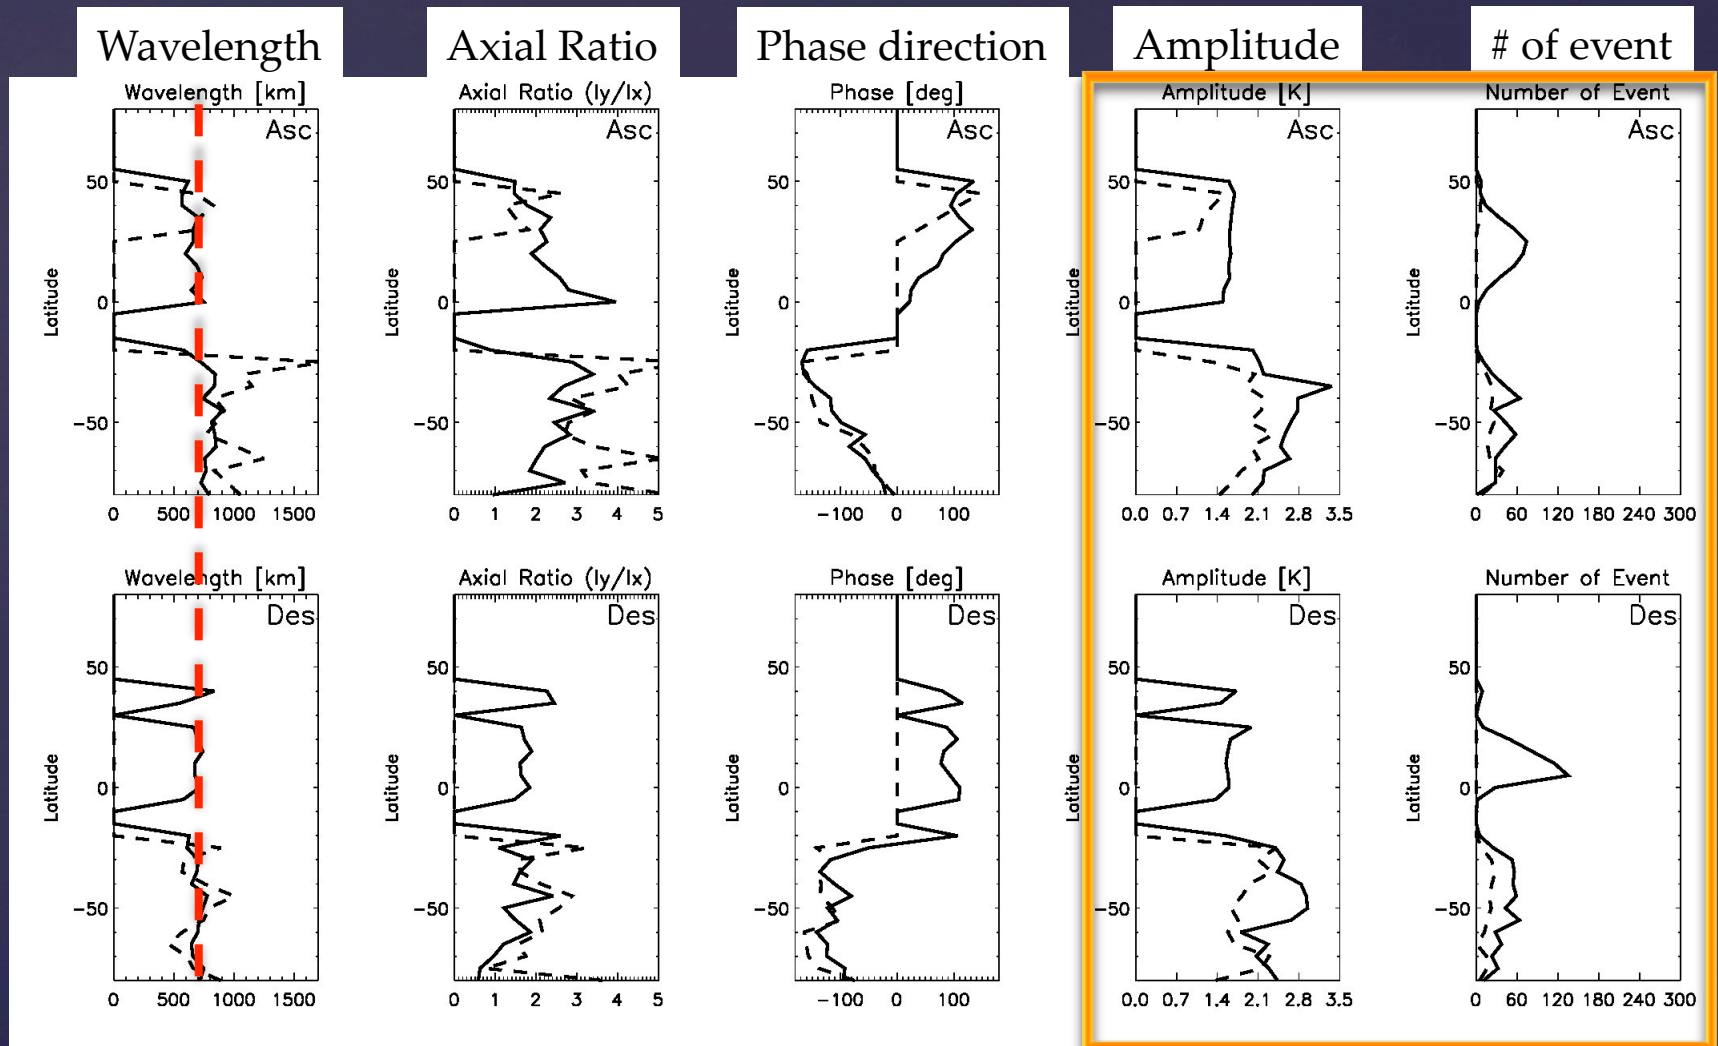 Wavelength Axial Ratio Phase direction Amplitude # of event
Wavelength [km] Axial Ratio (ly/lx) Phase [deg] Amplitude [K] Number of Event
Asc Asc Asc Asc Asc
50 50 50 50 50
Latitude Latitude Latitude Latitude Latitude
0 0 0 0 0
−50 −50 −50 −50 −50
0 500 1000 1500 0 1 2 3 4 5 −100 0 100 0.0 0.7 1.4 2.1 2.8 3.5 0 60 120 180 240 300
Wavelength [km] Axial Ratio (ly/lx) Phase [deg] Amplitude [K] Number of Event
Des Des Des Des Des
50 50 50 50 50
Latitude Latitude Latitude Latitude Latitude
0 0 0 0 0
−50 −50 −50 −50 −50
0 500 1000 1500 0 1 2 3 4 5 −100 0 100 0.0 0.7 1.4 2.1 2.8 3.5 0 60 120 180 240 300